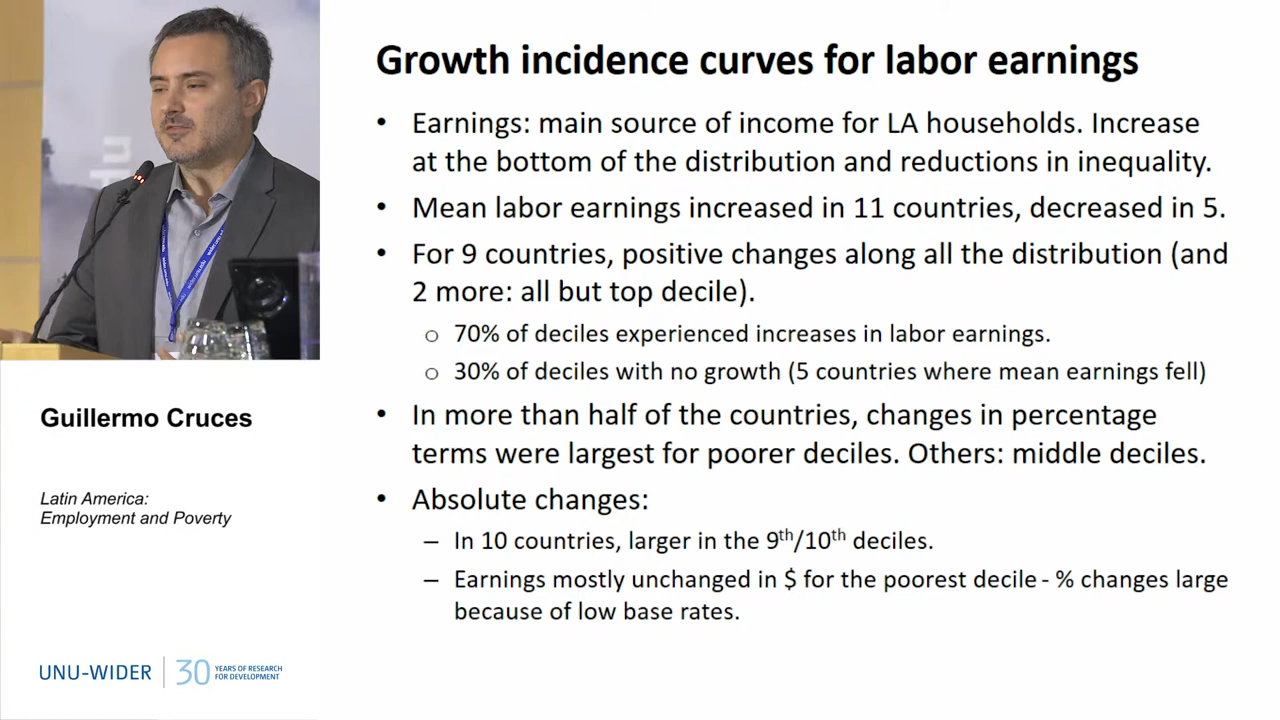 Growth incidence curves for labor earnings
• Earnings: main source of income for LA households. Increase
at the bottom of the distribution and reductions in inequality.
• Mean labor earnings increased in 11 countries, decreased in 5.
• For 9 countries, positive changes along all the distribution (and
2 more: all but top decile).
o 70% of deciles experienced increases in labor earnings.
o 30% of deciles with no growth (5 countries where mean earnings fell)
• In more than half of the countries, changes in percentage
terms were largest for poorer deciles. Others: middle deciles.
• Absolute changes:
– In 10 countries, larger in the 9th/10th deciles.
– Earnings mostly unchanged in $ for the poorest decile - % changes large
because of low base rates.
Guillermo Cruces
Latin America:
Employment and Poverty
UNU-WIDER
30 YEARS OF RESEARCH
FOR DEVELOPMENT